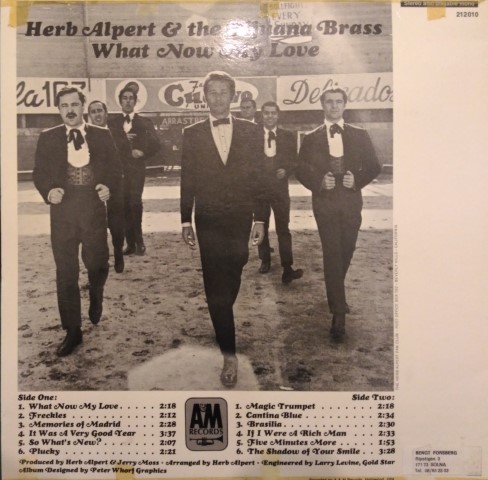 212010
Herb Alpert & the Tijuana Brass
What Now My Love
Delicados
Side One:
1. What Now My Love . . . . . 2:18
2. Freckles . . . . . . . . . 2:12
3. Memories of Madrid . . . . 2:28
4. It Was A Very Good Year . . 3:37
5. So What's New? . . . . . . 2:07
6. Plucky . . . . . . . . . . 2:21
A&M
RECORDS
Side Two:
1. Magic Trumpet . . . . . . 2:18
2. Cantina Blue . . . . . . . 2:34
3. Brasilia . . . . . . . . . 2:30
4. If I Were A Rich Man . . . 2:33
5. Five Minutes More . . . . 1:53
6. The Shadow of Your Smile . 3:28
Produced by Herb Alpert & Jerry Moss · Arranged by Herb Alpert · Engineered by Larry Levine, Gold Star
Album Designed by Peter Whorf Graphics
BENGT FORSBERG
171 73 SOLNA